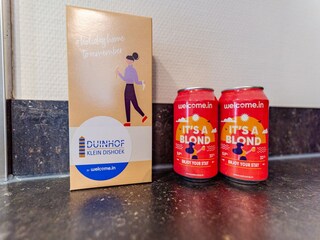 DUINHOF
KLEIN DISHOEK
welcome.in
welcome.in
IT'S A
BLOND
ENJOY YOUR STAY
welcome.in
IT'S A
BLOND
ENJOY YOUR STAY